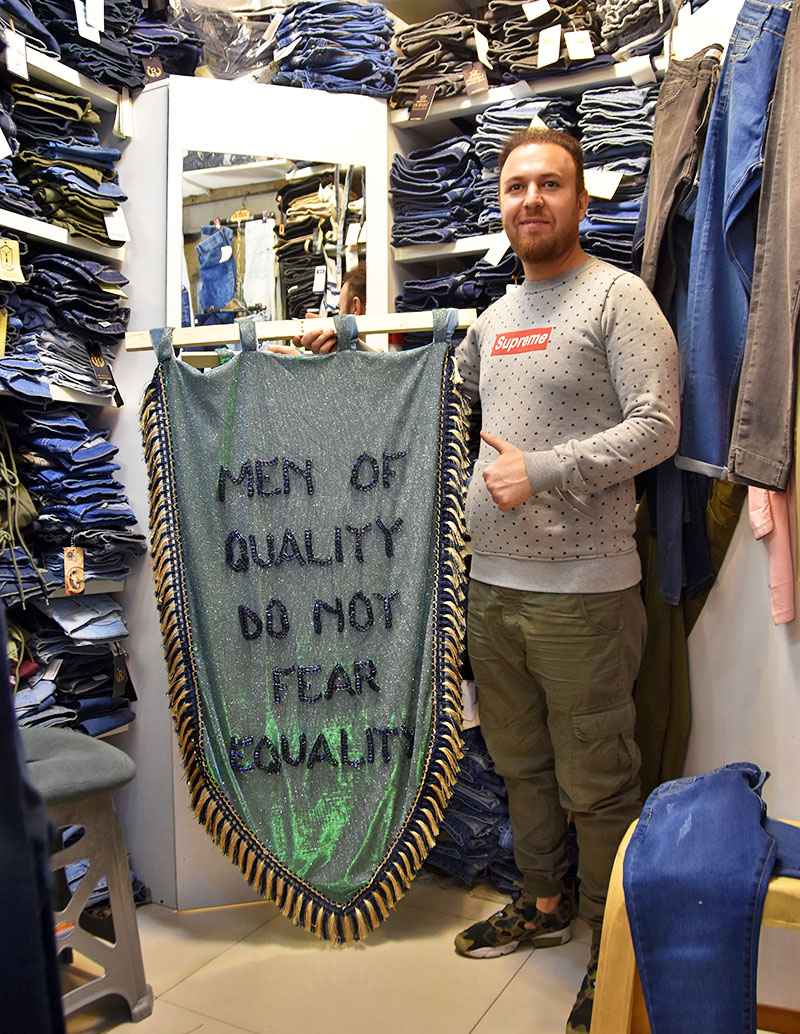 Supreme
MEN OF
QUALITY
DO NOT
FEAR
EQUALITY
G